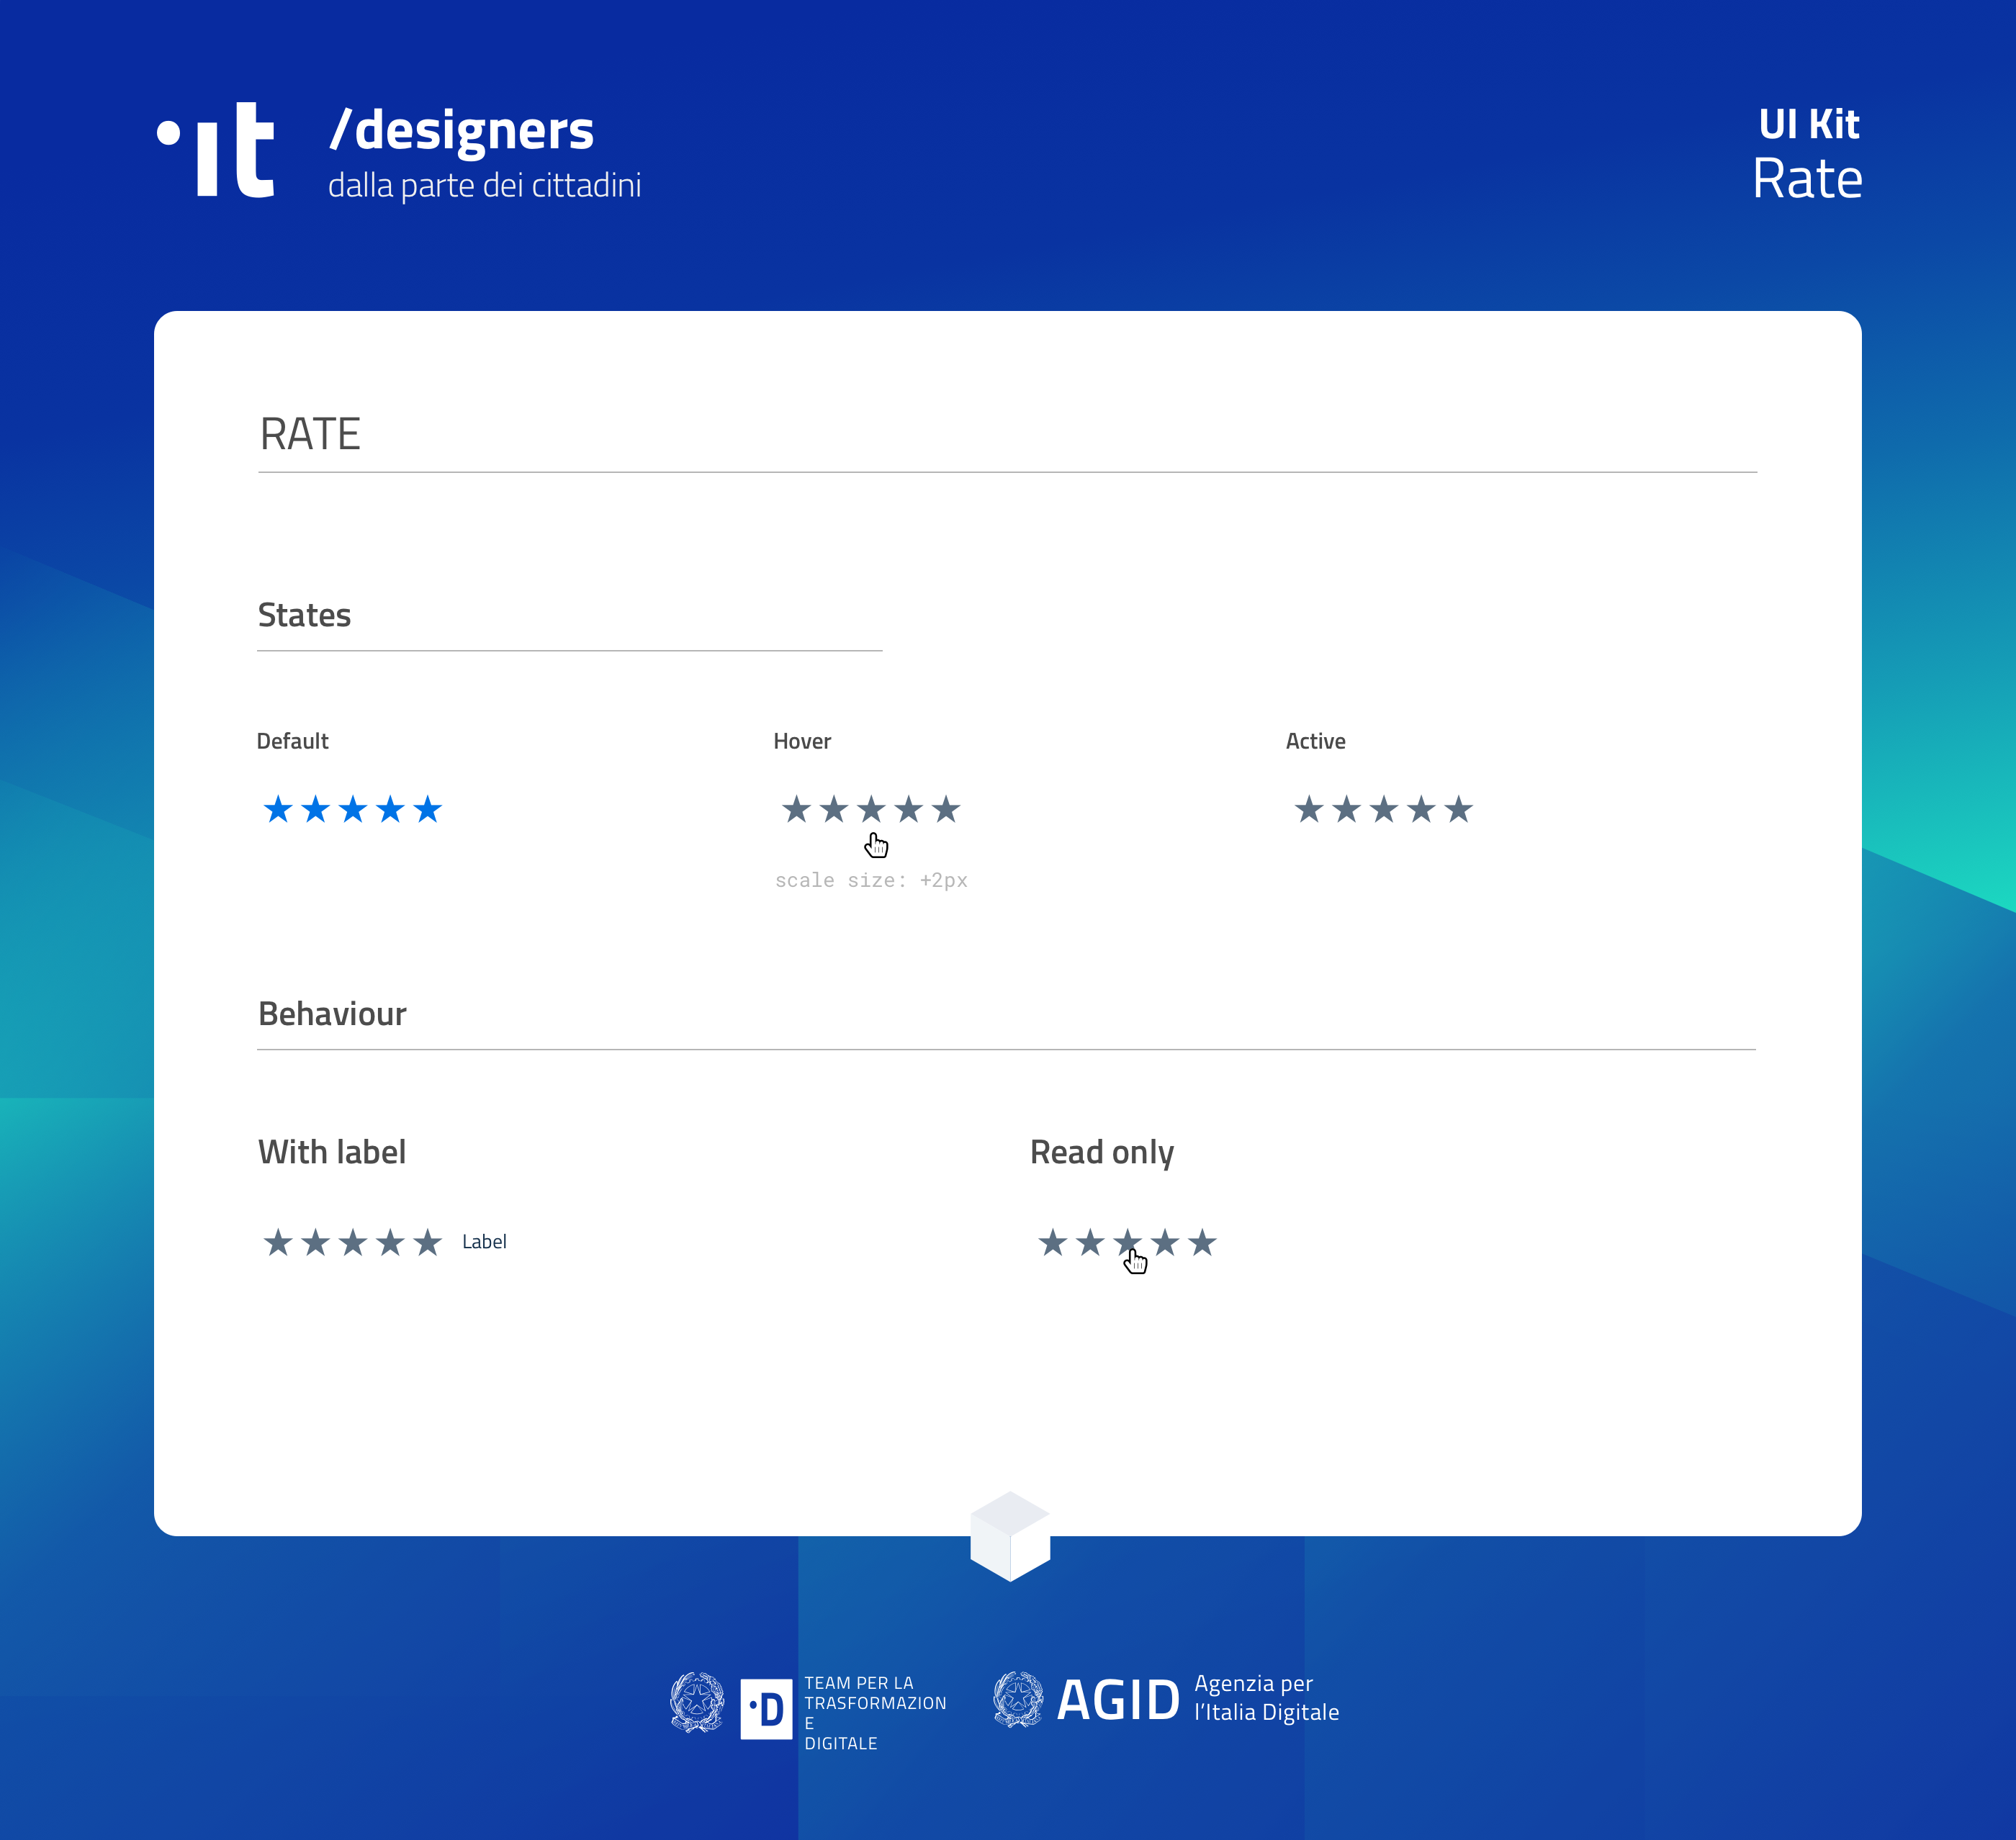 it
/designers
dalla parte dei cittadini
UI Kit
Rate
RATE
States
Default
Hover
Active
scale size: +2px
Behaviour
With label
Read only
Label
D
TEAM PER LA
TRASFORMAZION
E
DIGITALE
AGID
Agenzia per
l'Italia Digitale